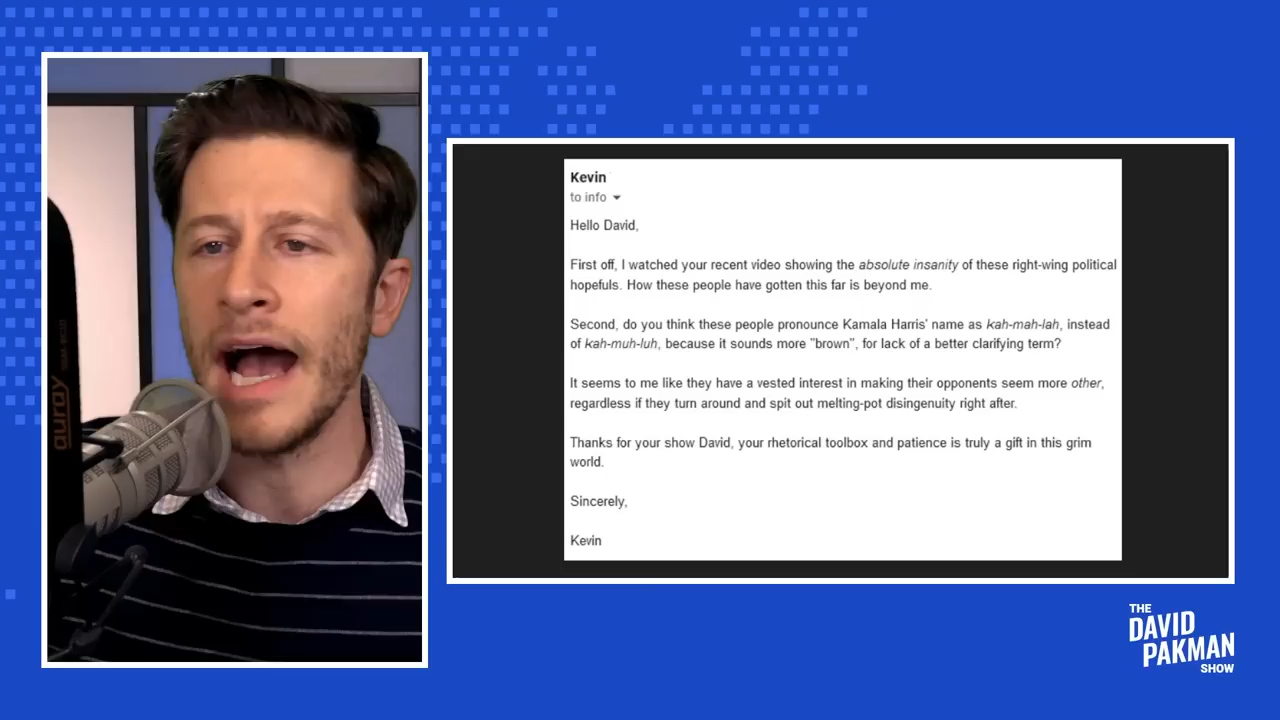 auray
Kevin
to info
Hello David,
First off, I watched your recent video showing the absolute insanity of these right-wing political
hopefuls. How these people have gotten this far is beyond me.
Second, do you think these people pronounce Kamala Harris' name as kah-mah-lah, instead
of kah-muh-luh, because it sounds more "brown", for lack of a better clarifying term?
It seems to me like they have a vested interest in making their opponents seem more other,
regardless if they turn around and spit out melting-pot disingenuity right after.
Thanks for your show David, your rhetorical toolbox and patience is truly a gift in this grim
world.
Sincerely,
Kevin
THE
DAVID
PAKMAN
SHOW